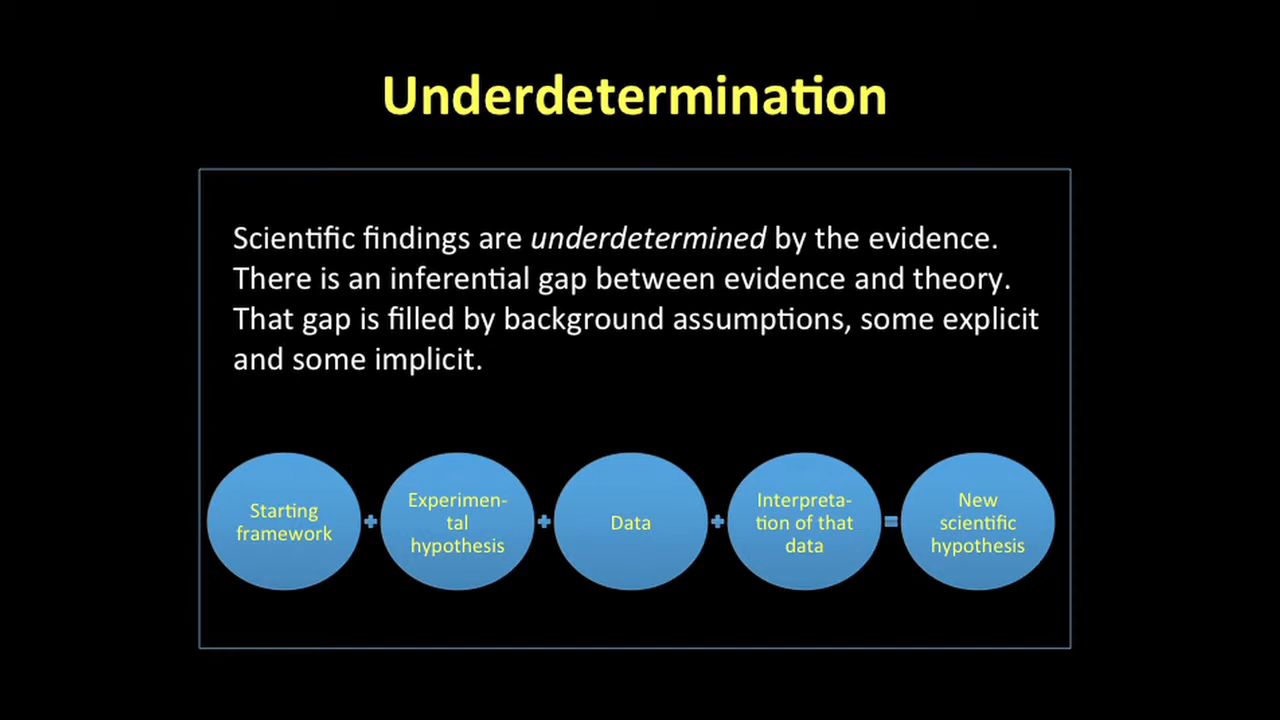 Underdetermination
Scientific findings are underdetermined by the evidence.
There is an inferential gap between evidence and theory.
That gap is filled by background assumptions, some explicit
and some implicit.
Starting
framework
Experimen-
tal
hypothesis
Data
Interpreta-
tion of that
data
New
scientific
hypothesis